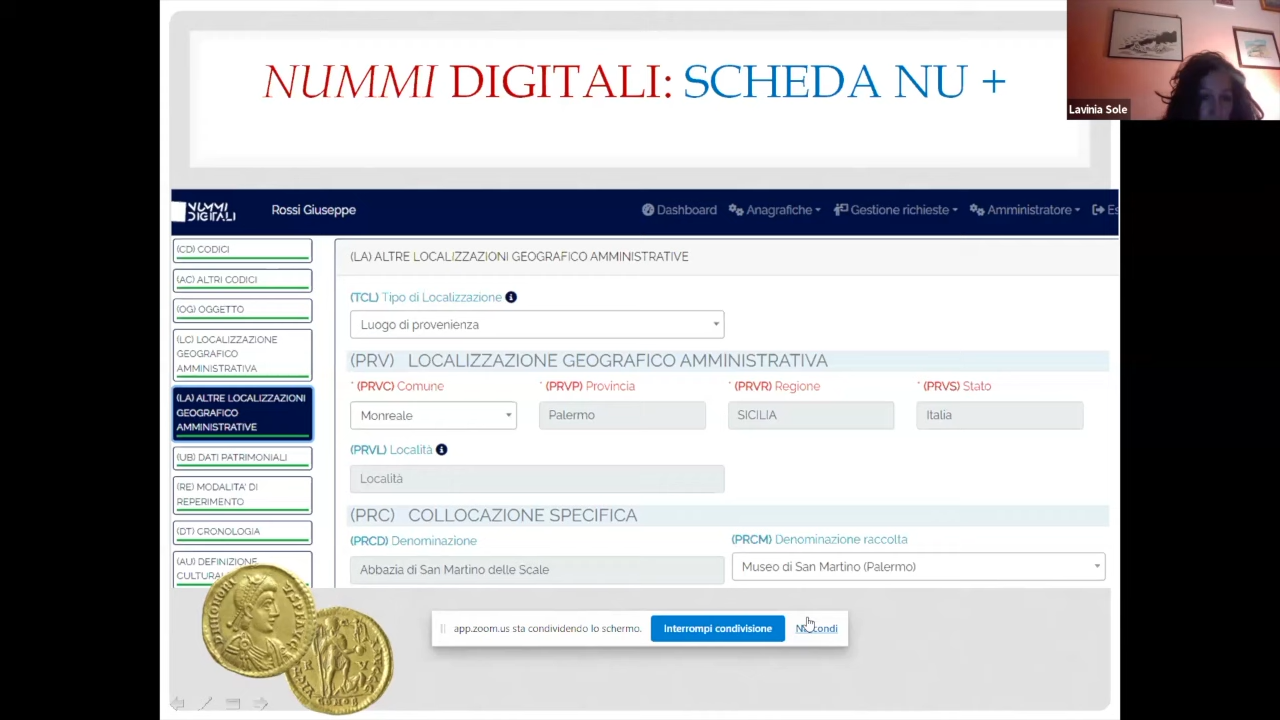 NUMMI DIGITALI: SCHEDA NU +
Lavinia Sole
NUMMI
DIGITALI
Rossi Giuseppe
Dashboard
Anagrafiche
Gestione richieste
Amministratore
Es
(CD) CODICI
(AC) ALTRI CODICI
(OG) OGGETTO
(LC) LOCALIZZAZIONE
GEOGRAFICO
AMMINISTRATIVA
(LA) ALTRE LOCALIZZAZIONI
GEOGRAFICO
AMMINISTRATIVE
(UB) DATI PATRIMONIALI
(RE) MODALITA' DI
REPERIMENTO
(DT) CRONOLOGIA
(AU) DEFINIZIONE
(LA) ALTRE LOCALIZZAZIONI GEOGRAFICO AMMINISTRATIVE
(TCL) Tipo di Localizzazione
Luogo di provenienza
(PRV) LOCALIZZAZIONE GEOGRAFICO AMMINISTRATIVA
* (PRVC) Comune
* (PRVP) Provincia
* (PRVR) Regione
* (PRVS) Stato
Monreale
Palermo
SICILIA
Italia
(PRVL) Località
Località
(PRC) COLLOCAZIONE SPECIFICA
(PRCD) Denominazione
(PRCM) Denominazione raccolta
Abbazia di San Martino delle Scale
Museo di San Martino (Palermo)
app.zoom.us sta condividendo lo schermo.
Interrompi condivisione